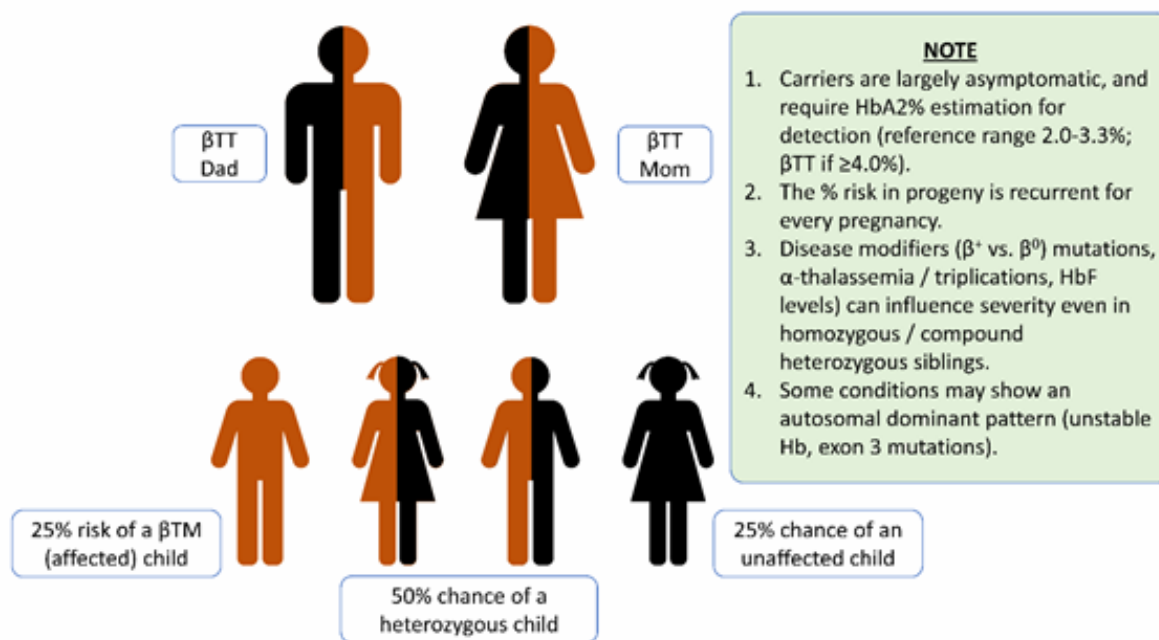 βTT
Dad
βTT
Mom
NOTE
1. Carriers are largely asymptomatic, and
require HbA2% estimation for
detection (reference range 2.0-3.3%;
βTT if ≥4.0%).
2. The % risk in progeny is recurrent for
every pregnancy.
3. Disease modifiers (β⁺ vs. β⁰) mutations,
α-thalassemia / triplications, HbF
levels) can influence severity even in
homozygous / compound
heterozygous siblings.
4. Some conditions may show an
autosomal dominant pattern (unstable
Hb, exon 3 mutations).
25% risk of a βTM
(affected) child
50% chance of a
heterozygous child
25% chance of an
unaffected child